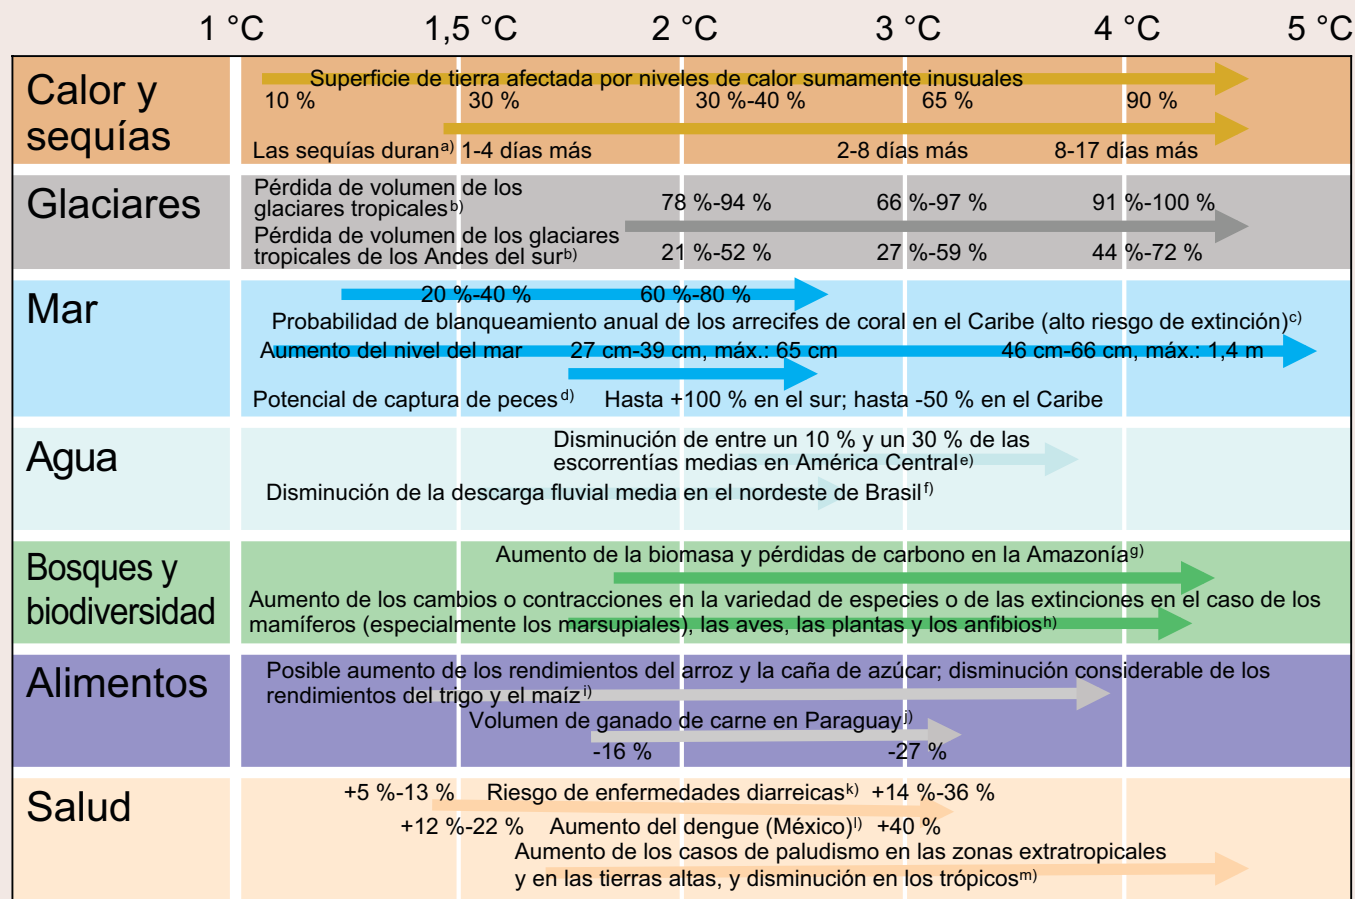 1 °C 1,5 °C 2 °C 3 °C 4 °C 5 °C
Calor y
sequías
Superficie de tierra afectada por niveles de calor sumamente inusuales
10 % 30 % 30 %-40 % 65 % 90 %
Las sequías duran a) 1-4 días más 2-8 días más 8-17 días más
Glaciares
Pérdida de volumen de los
glaciares tropicales b) 78 %-94 % 66 %-97 % 91 %-100 %
Pérdida de volumen de los glaciares
tropicales de los Andes del sur b) 21 %-52 % 27 %-59 % 44 %-72 %
Mar
20 %-40 % 60 %-80 %
Probabilidad de blanqueamiento anual de los arrecifes de coral en el Caribe (alto riesgo de extinción) c)
Aumento del nivel del mar 27 cm-39 cm, máx.: 65 cm 46 cm-66 cm, máx.: 1,4 m
Potencial de captura de peces d) Hasta +100 % en el sur; hasta -50 % en el Caribe
Agua
Disminución de entre un 10 % y un 30 % de las
escorrentías medias en América Central e)
Disminución de la descarga fluvial media en el nordeste de Brasil f)
Bosques y
biodiversidad
Aumento de la biomasa y pérdidas de carbono en la Amazonía g)
Aumento de los cambios o contracciones en la variedad de especies o de las extinciones en el caso de los
mamíferos (especialmente los marsupiales), las aves, las plantas y los anfibios h)
Alimentos
Posible aumento de los rendimientos del arroz y la caña de azúcar; disminución considerable de los
rendimientos del trigo y el maíz i)
Volumen de ganado de carne en Paraguay j)
-16 % -27 %
Salud
+5 %-13 % Riesgo de enfermedades diarreicas k) +14 %-36 %
+12 %-22 % Aumento del dengue (México) l) +40 %
Aumento de los casos de paludismo en las zonas extratropicales
y en las tierras altas, y disminución en los trópicos m)